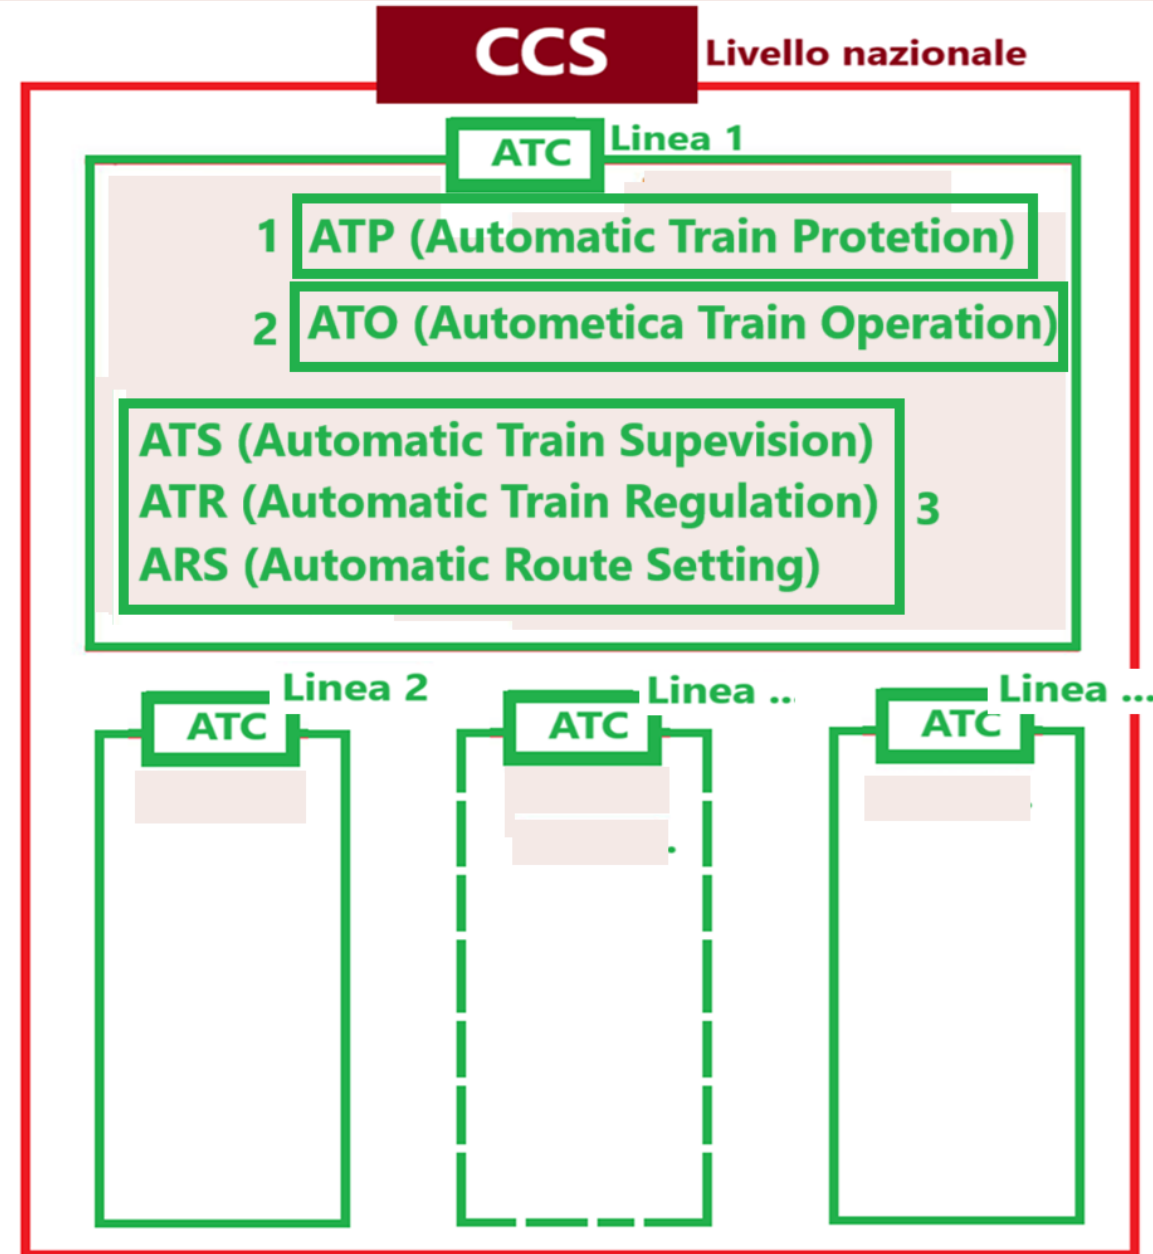 CCS
Livello nazionale
ATC
Linea 1
1 ATP (Automatic Train Protetion)
2 ATO (Autometica Train Operation)
ATS (Automatic Train Supevision)
ATR (Automatic Train Regulation)
ARS (Automatic Route Setting)
3
ATC
Linea 2
ATC
Linea ...
ATC
Linea ...